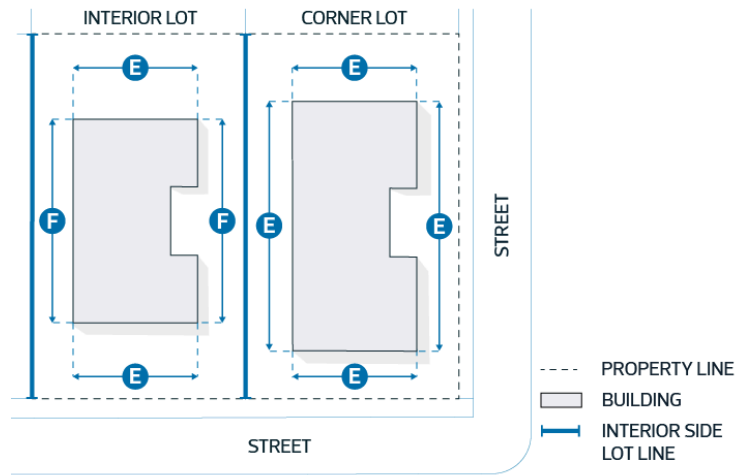 INTERIOR LOT
CORNER LOT
E
E
E
F
F
E
E
E
E
STREET
STREET
PROPERTY LINE
BUILDING
INTERIOR SIDE
LOT LINE